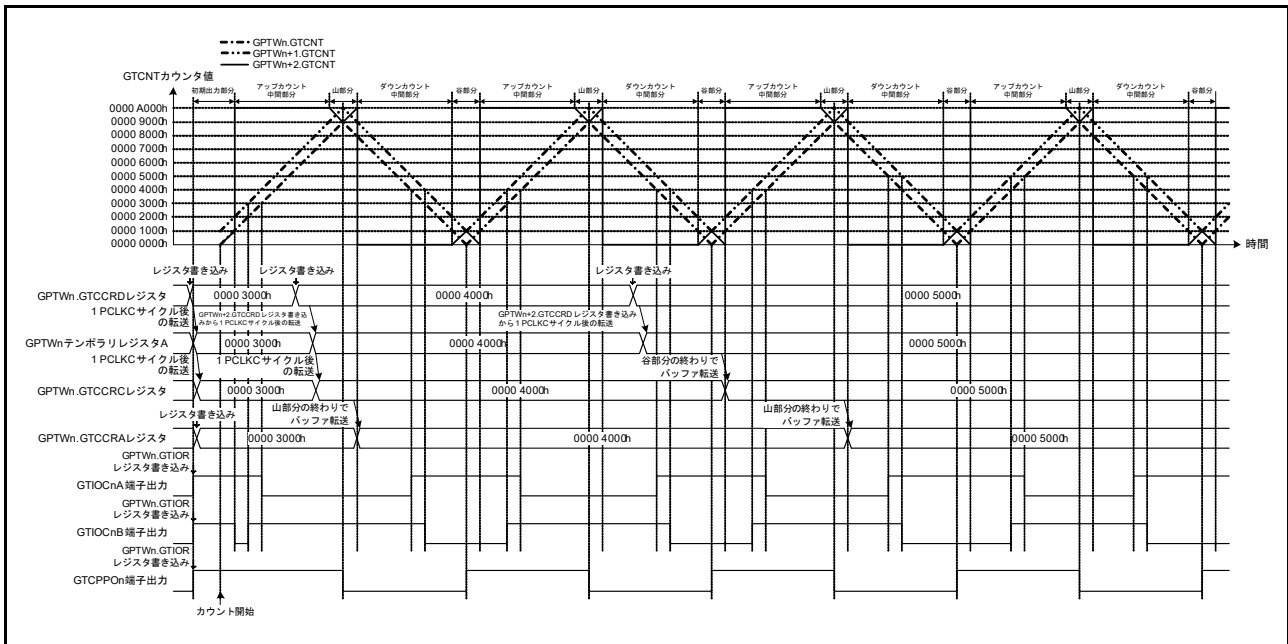 GPTWn.GTCNT
GPTWn+1.GTCNT
GPTWn+2.GTCNT
GTCNTカウンタ値
初期出力部分
アップカウント
中間部分
山部分
ダウンカウント
中間部分
谷部分
アップカウント
中間部分
山部分
ダウンカウント
中間部分
谷部分
アップカウント
中間部分
山部分
ダウンカウント
中間部分
谷部分
アップカウント
中間部分
山部分
ダウンカウント
中間部分
谷部分
0000 A000h
0000 9000h
0000 8000h
0000 7000h
0000 6000h
0000 5000h
0000 4000h
0000 3000h
0000 2000h
0000 1000h
0000 0000h
時間
レジスタ書き込み
レジスタ書き込み
レジスタ書き込み
GPTWn.GTCCRDレジスタ
0000 3000h
0000 4000h
0000 5000h
1 PCLKCサイクル後
の転送
GPTWn+2.GTCCRDレジスタ書き込
みから1 PCLKCサイクル後の転送
GPTWn+2.GTCCRDレジスタ書き込み
から1 PCLKCサイクル後の転送
GPTWnテンポラリレジスタA
0000 3000h
0000 4000h
0000 5000h
1 PCLKCサイクル後
の転送
1 PCLKCサイクル後
の転送
谷部分の終わりで
バッファ転送
GPTWn.GTCCRCレジスタ
0000 3000h
0000 4000h
0000 5000h
レジスタ書き込み
山部分の終わりで
バッファ転送
山部分の終わりで
バッファ転送
GPTWn.GTCCRAレジスタ
0000 3000h
0000 4000h
0000 5000h
GPTWn.GTIOR
レジスタ書き込み
GTIOCnA端子出力
GPTWn.GTIOR
レジスタ書き込み
GTIOCnB端子出力
GPTWn.GTIOR
レジスタ書き込み
GTCPPOn端子出力
カウント開始